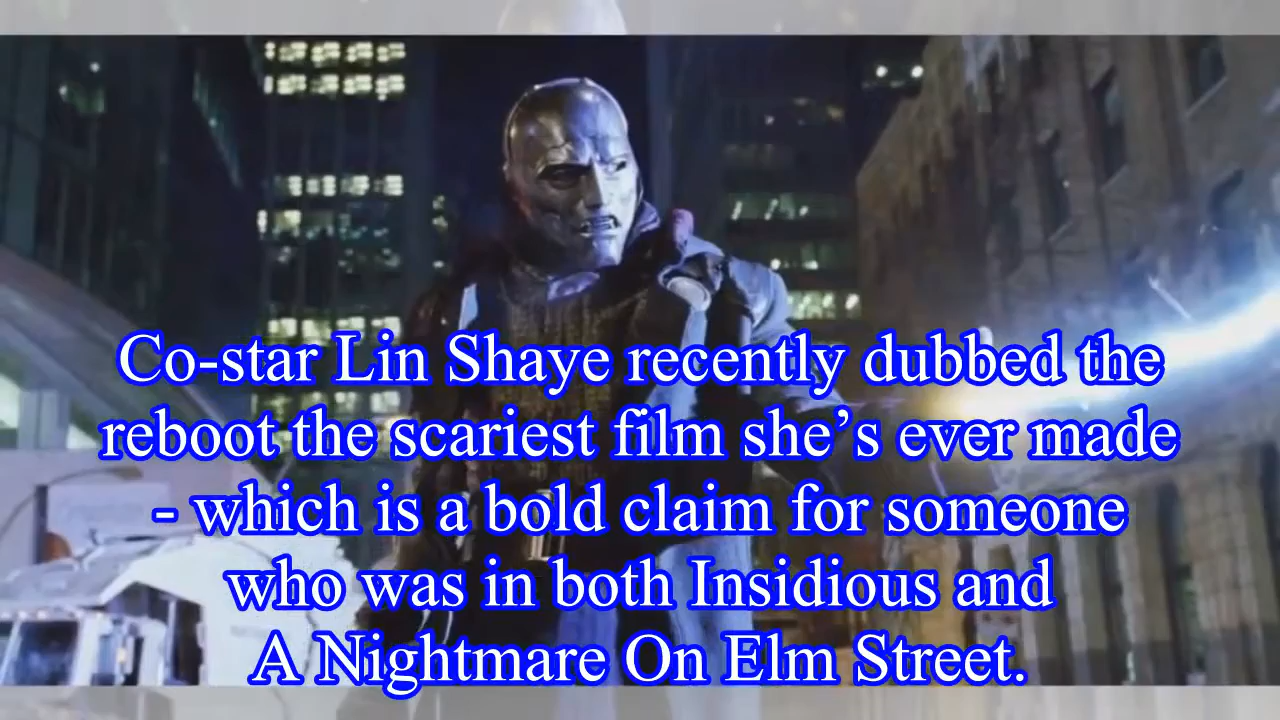 Co-star Lin Shaye recently dubbed the
reboot the scariest film she’s ever made
- which is a bold claim for someone
who was in both Insidious and
A Nightmare On Elm Street.